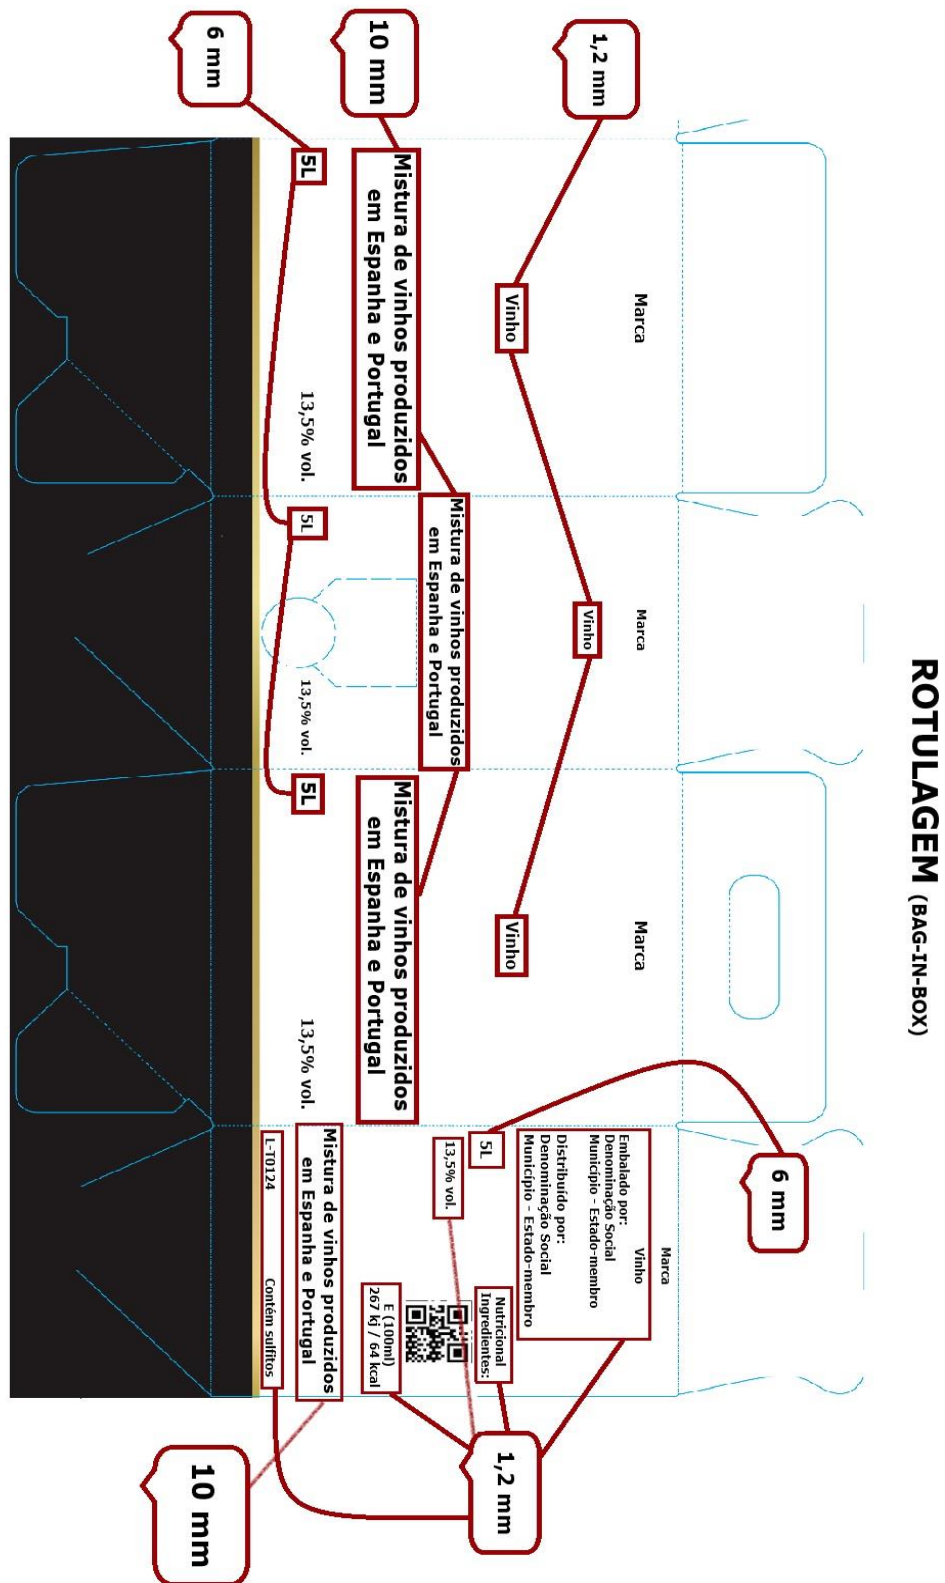 ROTULAGEM (BAG-IN-BOX)
1,2 mm
10 mm
6 mm
Marca
Vinho
Mistura de vinhos produzidos
em Espanha e Portugal
5L
13,5% vol.
Marca
Vinho
Mistura de vinhos produzidos
em Espanha e Portugal
5L
13,5% vol.
Marca
Vinho
Mistura de vinhos produzidos
em Espanha e Portugal
5L
13,5% vol.
6 mm
Marca
Vinho
Embalado por:
Denominação Social
Município - Estado-membro
Distribuído por:
Denominação Social
Município - Estado-membro
5L
Nutricional
Ingredientes:
13,5% vol.
E (100ml)
267 kj / 64 kcal
Mistura de vinhos produzidos
em Espanha e Portugal
L-T0124 Contém sulfitos
1,2 mm
10 mm